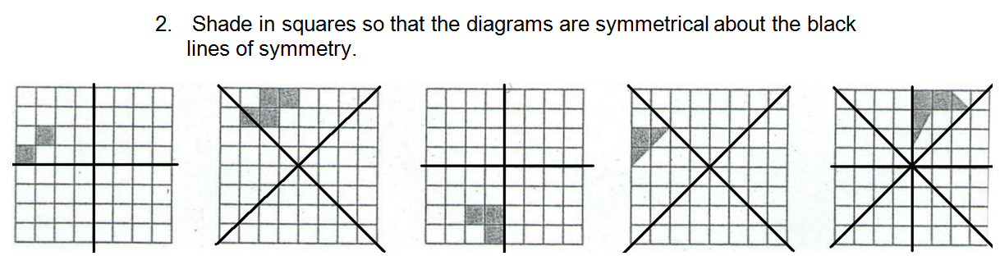 2. Shade in squares so that the diagrams are symmetrical about the black
lines of symmetry.